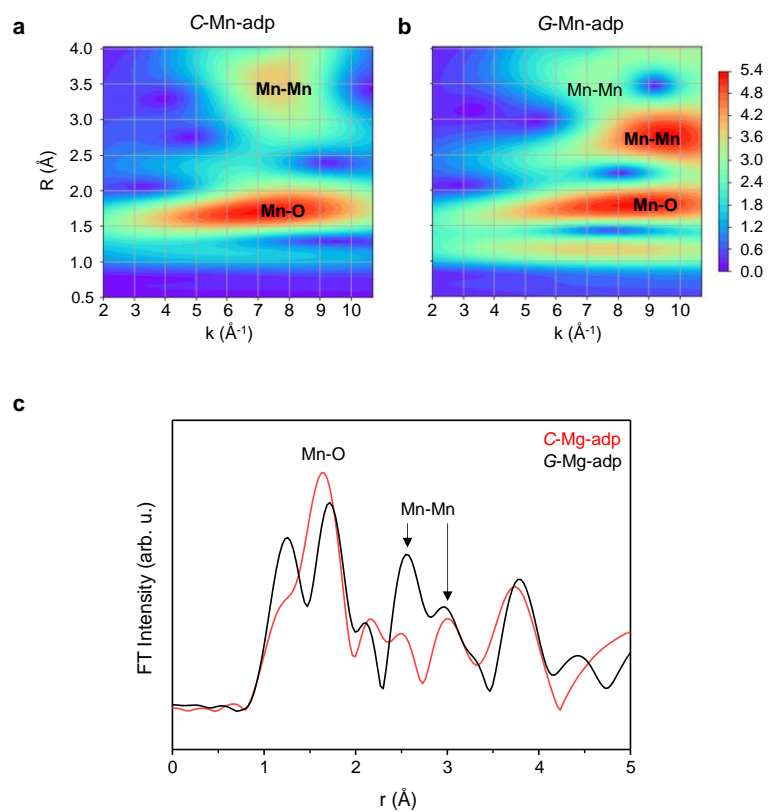 a
C-Mn-adp
4.0
3.5
3.0
2.5
2.0
1.5
1.0
0.5
R (Å)
Mn-Mn
Mn-O
2 3 4 5 6 7 8 9 10
k (Å-1)
b
G-Mn-adp
Mn-Mn
Mn-Mn
Mn-O
2 3 4 5 6 7 8 9 10
k (Å-1)
5.4
4.8
4.2
3.6
3.0
2.4
1.8
1.2
0.6
0.0
c
C-Mg-adp
G-Mg-adp
Mn-O
Mn-Mn
FT Intensity (arb. u.)
0 1 2 3 4 5
r (Å)